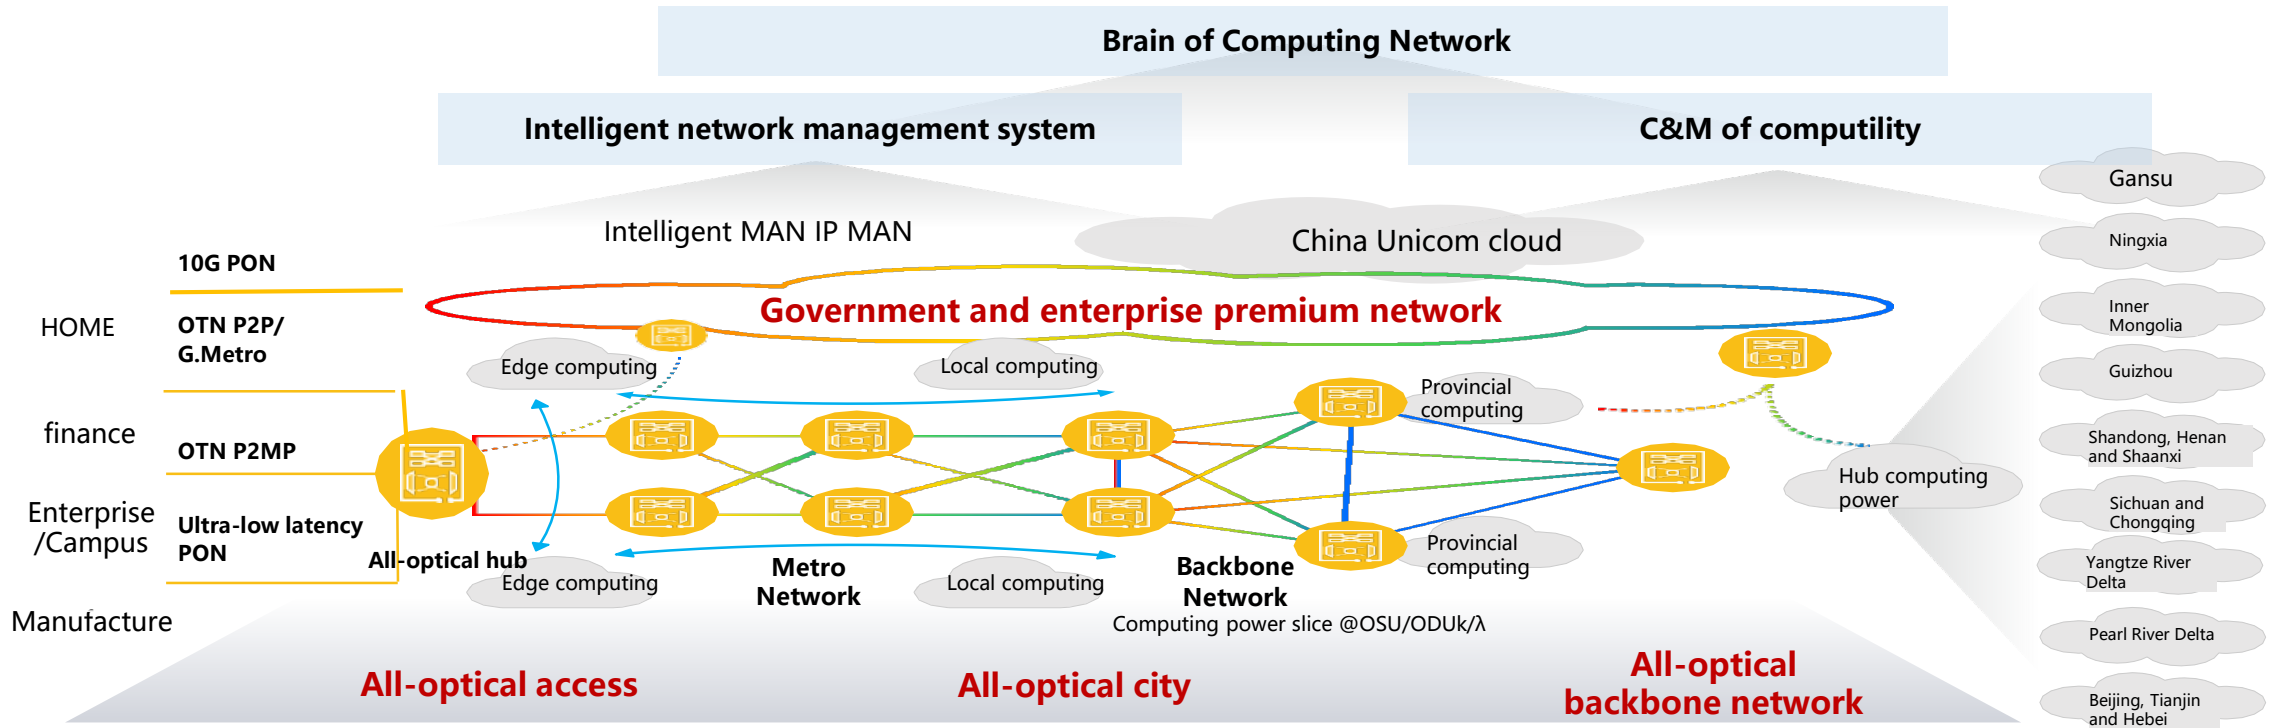 Brain of Computing Network
Intelligent network management system
C&M of computility
Intelligent MAN IP MAN
China Unicom cloud
Government and enterprise premium network
HOME
finance
Enterprise
/Campus
Manufacture
10G PON
OTN P2P/
G.Metro
OTN P2MP
Ultra-low latency
PON
All-optical hub
Edge computing
Local computing
Provincial
computing
Edge computing
Metro
Network
Local computing
Backbone
Network
Provincial
computing
Computing power slice @OSU/ODUk/λ
Hub computing
power
All-optical access
All-optical city
All-optical
backbone network
Gansu
Ningxia
Inner
Mongolia
Guizhou
Shandong, Henan
and Shaanxi
Sichuan and
Chongqing
Yangtze River
Delta
Pearl River Delta
Beijing, Tianjin
and Hebei